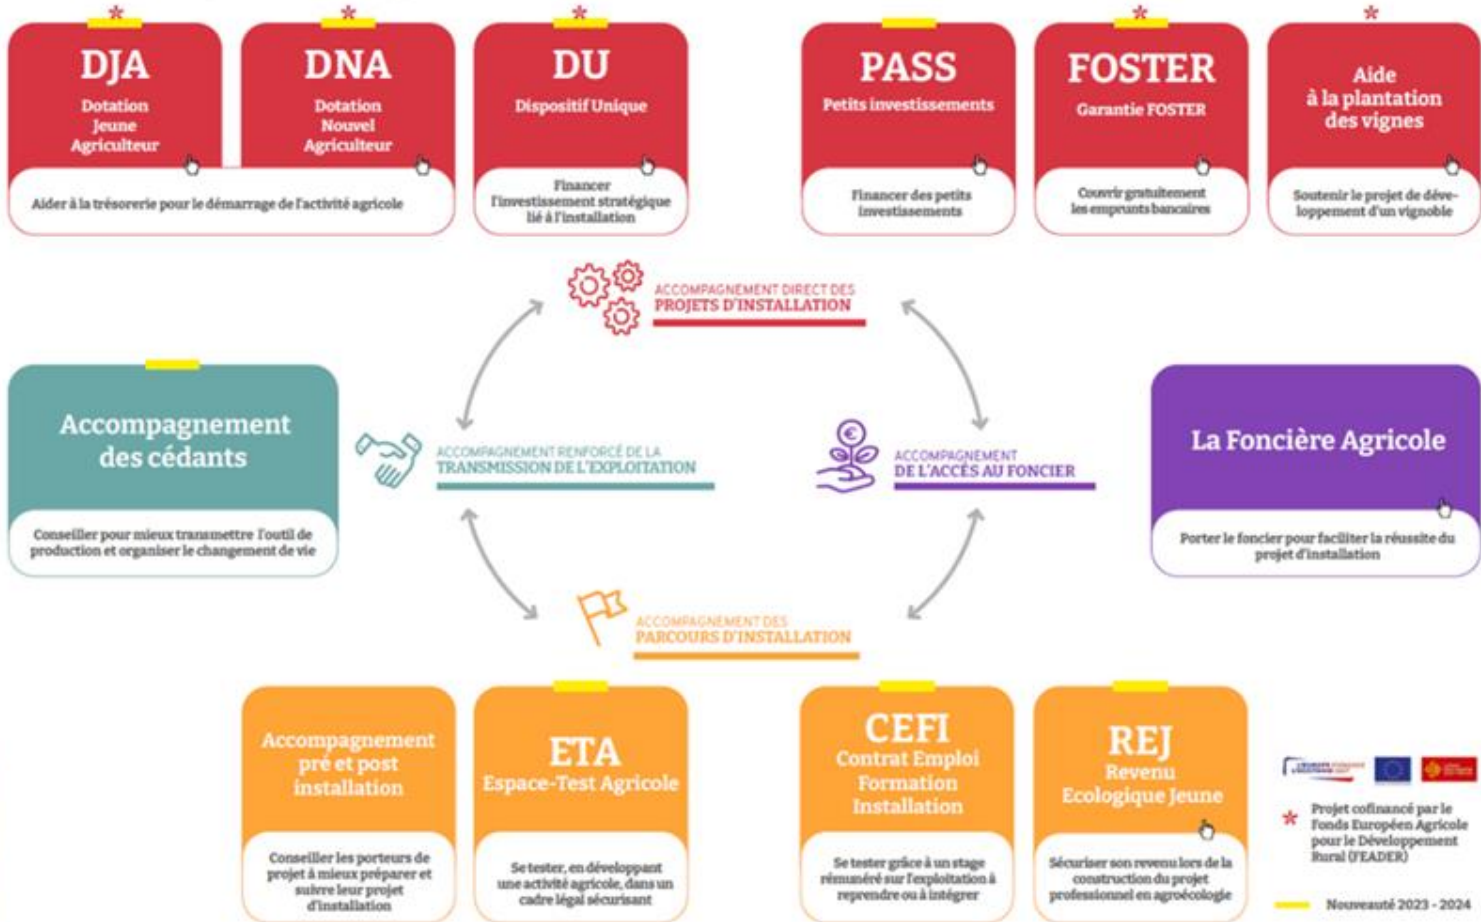 *
*
*
*
*
DJA
Dotation
Jeune
Agriculteur
DNA
Dotation
Nouvel
Agriculteur
Aider à la trésorerie pour le démarrage de l'activité agricole
DU
Dispositif Unique
Financer
l'investissement stratégique
lié à l'installation
PASS
Petits investissements
Financer des petits
investissements
FOSTER
Garantie FOSTER
Couvrir gratuitement
les emprunts bancaires
Aide
à la plantation
des vignes
Soutenir le projet de déve-
loppement d'un vignoble
ACCOMPAGNEMENT DIRECT DES
PROJETS D'INSTALLATION
Accompagnement
des cédants
Conseiller pour mieux transmettre l'outil de
production et organiser le changement de vie
ACCOMPAGNEMENT RENFORCÉ DE LA
TRANSMISSION DE L'EXPLOITATION
€
ACCOMPAGNEMENT
DE L'ACCÈS AU FONCIER
La Foncière Agricole
Porter le foncier pour faciliter la réussite du
projet d'installation
ACCOMPAGNEMENT DES
PARCOURS D'INSTALLATION
Accompagnement
pré et post
installation
Conseiller les porteurs de
projet à mieux préparer et
suivre leur projet
d'installation
ETA
Espace-Test Agricole
Se tester, en développant
une activité agricole, dans un
cadre légal sécurisant
CEFI
Contrat Emploi
Formation
Installation
Se tester grâce à un stage
rémunéré sur l'exploitation à
reprendre ou à intégrer
REJ
Revenu
Ecologique Jeune
Sécuriser son revenu lors de la
construction du projet
professionnel en agroécologie
* Projet cofinancé par le
Fonds Européen Agricole
pour le Développement
Rural (FEADER)
Nouveauté 2023 - 2024